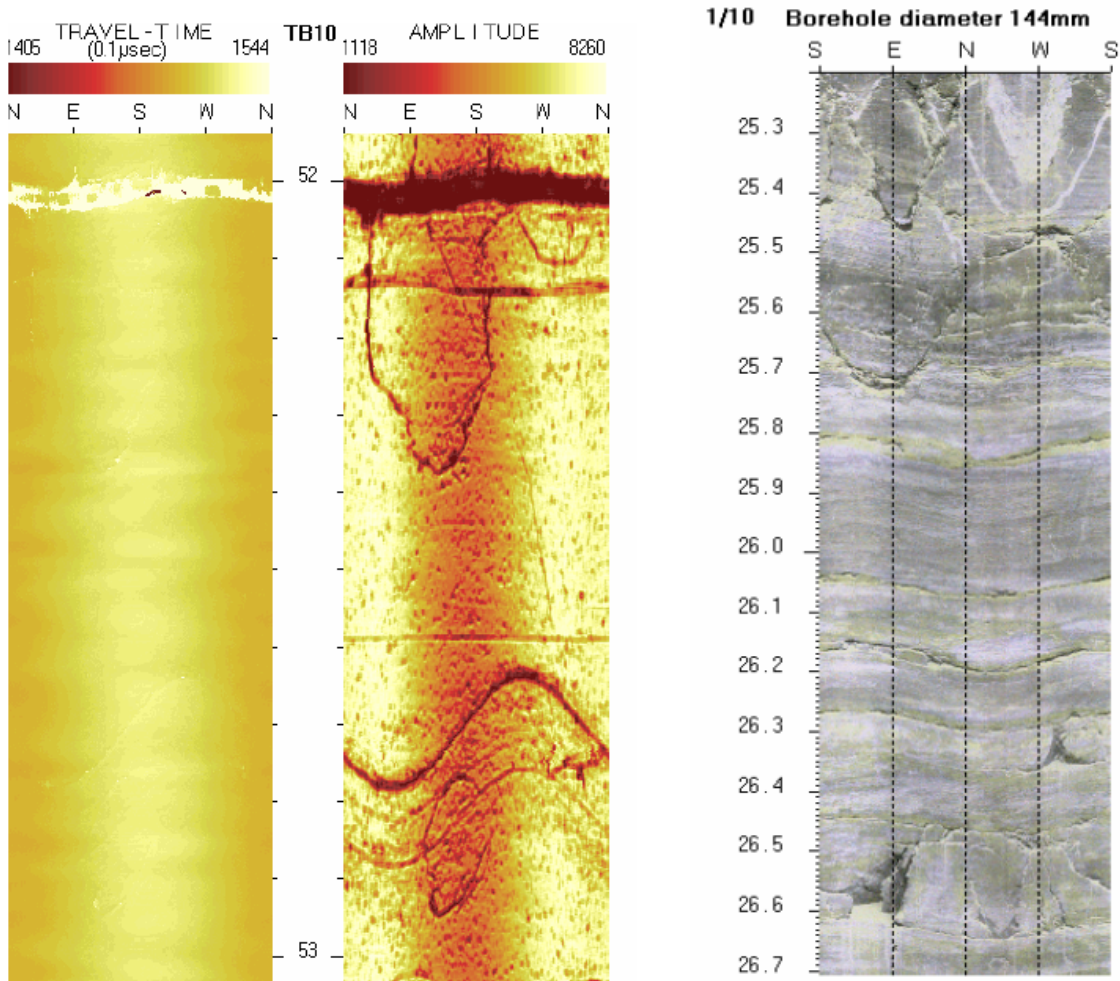 TRAVEL-TIME
(0.1µsec)
1405 1544
N E S W N
TB10
AMPLITUDE
1118 8260
N E S W N
52
53
1/10 Borehole diameter 144mm
S E N W S
25.3
25.4
25.5
25.6
25.7
25.8
25.9
26.0
26.1
26.2
26.3
26.4
26.5
26.6
26.7